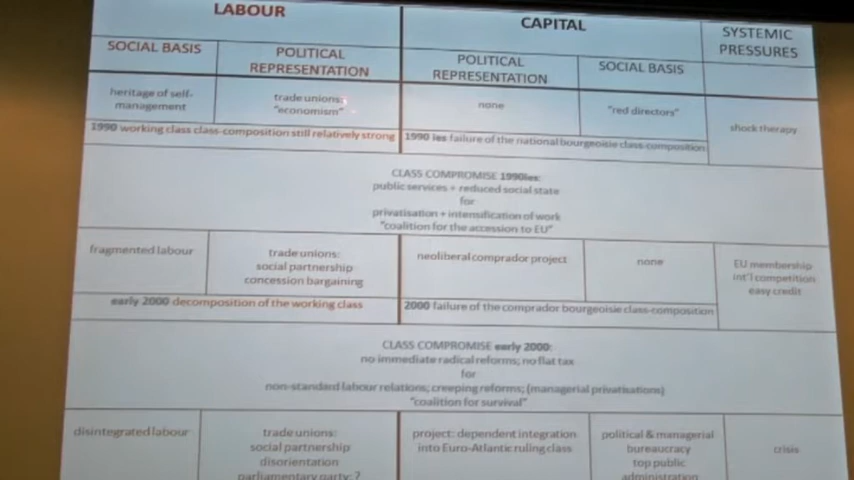 LABOUR
CAPITAL
SYSTEMIC
PRESSURES
SOCIAL BASIS
POLITICAL
REPRESENTATION
POLITICAL
REPRESENTATION
SOCIAL BASIS
heritage of self-
management
trade unions:
"economism"
none
"red directors"
shock therapy
1990 working class class-composition still relatively strong
1990 ies failure of the national bourgeoisie class-composition
CLASS COMPROMISE 1990ies:
public services + reduced social state
for
privatisation + intensification of work
"coalition for the accession to EU"
fragmented labour
trade unions:
social partnership
concession bargaining
neoliberal comprador project
none
EU membership
int'l competition
easy credit
early 2000 decomposition of the working class
2000 failure of the comprador bourgeoisie class-composition
CLASS COMPROMISE early 2000:
no immediate radical reforms; no flat tax
for
non-standard labour relations; creeping reforms; (managerial privatisations)
"coalition for survival"
disintegrated labour
trade unions:
social partnership
disorientation
parliamentary party: ?
project: dependent integration
into Euro-Atlantic ruling class
political & managerial
bureaucracy
top public
administration
crisis